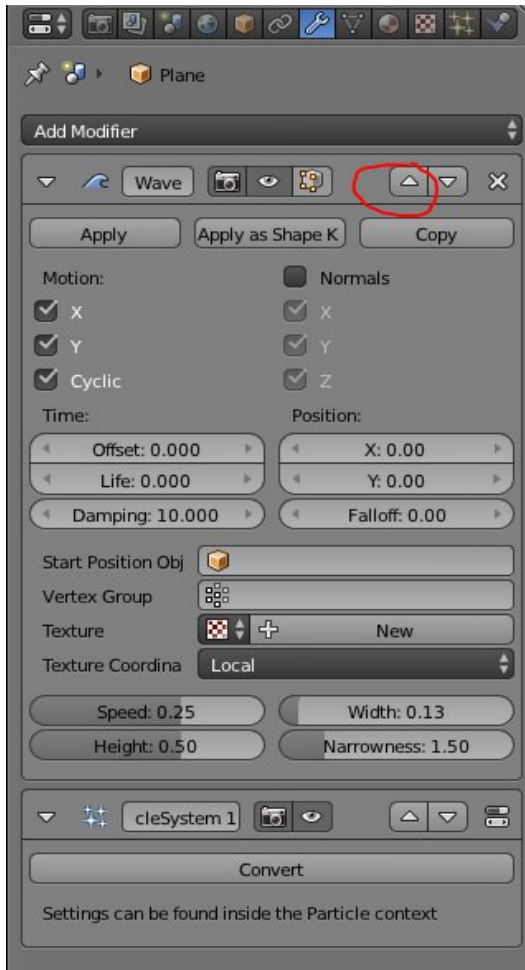 Plane
Add Modifier
Wave
Apply Apply as Shape K Copy
Motion: Normals
X X
Y Y
Cyclic Z
Time: Position:
Offset: 0.000 X: 0.00
Life: 0.000 Y: 0.00
Damping: 10.000 Falloff: 0.00
Start Position Obj
Vertex Group
Texture New
Texture Coordina Local
Speed: 0.25 Width: 0.13
Height: 0.50 Narrowness: 1.50
cleSystem 1
Convert
Settings can be found inside the Particle context